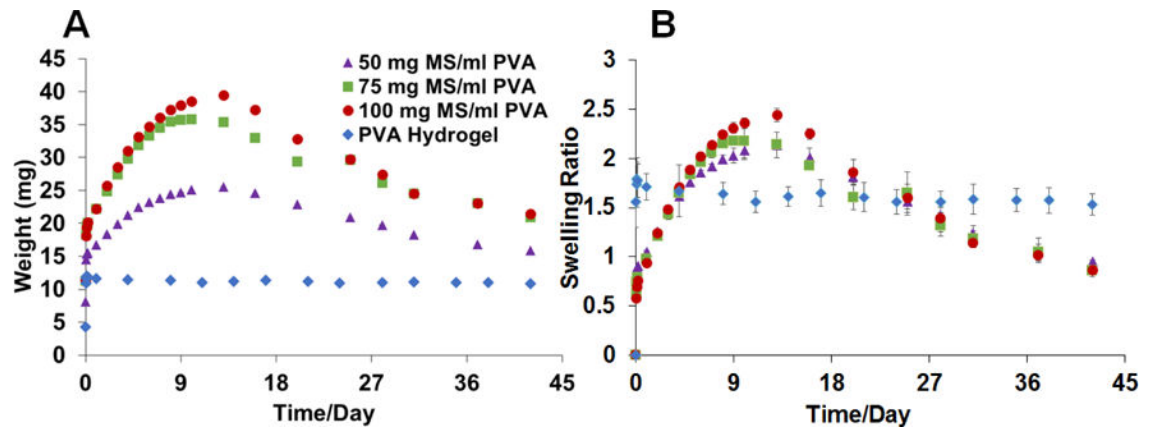 A
Weight (mg)
45
40
35
30
25
20
15
10
5
0
50 mg MS/ml PVA
75 mg MS/ml PVA
100 mg MS/ml PVA
PVA Hydrogel
0 9 18 27 36 45
Time/Day
B
Swelling Ratio
3
2.5
2
1.5
1
0.5
0
0 9 18 27 36 45
Time/Day